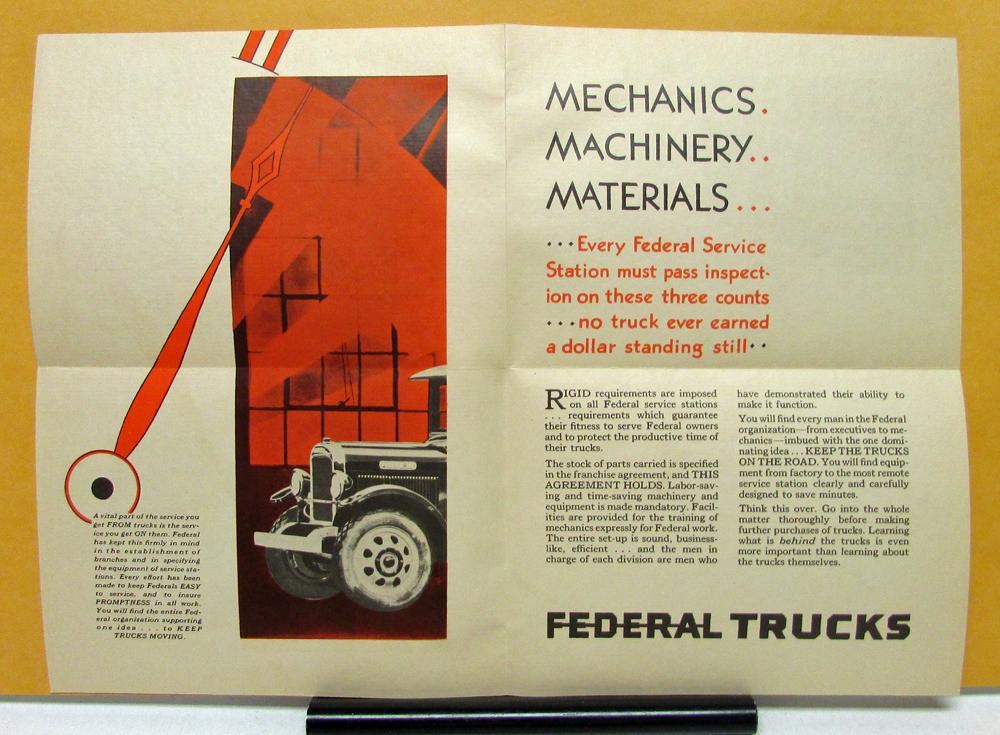 A vital part of the service you
get FROM trucks is the serv-
ice you get ON them. Federal
has kept this firmly in mind
in the establishment of
branches and in specifying
the equipment of service sta-
tions. Every effort has been
made to keep Federals EASY
to service, and to insure
PROMPTNESS in all work.
You will find the entire Fed-
eral organization supporting
one idea . . . to KEEP
TRUCKS MOVING.
MECHANICS.
MACHINERY..
MATERIALS...
...Every Federal Service
Station must pass inspect-
ion on these three counts
...no truck ever earned
a dollar standing still..
RIGID requirements are imposed
on all Federal service stations
... requirements which guarantee
their fitness to serve Federal owners
and to protect the productive time of
their trucks.
The stock of parts carried is specified
in the franchise agreement, and THIS
AGREEMENT HOLDS. Labor-sav-
ing and time-saving machinery and
equipment is made mandatory. Facil-
ities are provided for the training of
mechanics expressly for Federal work.
The entire set-up is sound, business-
like, efficient . . . and the men in
charge of each division are men who
have demonstrated their ability to
make it function.
You will find every man in the Federal
organization—from executives to me-
chanics—imbued with the one domi-
nating idea . . . KEEP THE TRUCKS
ON THE ROAD. You will find equip-
ment from factory to the most remote
service station clearly and carefully
designed to save minutes.
Think this over. Go into the whole
matter thoroughly before making
further purchases of trucks. Learning
what is behind the trucks is even
more important than learning about
the trucks themselves.
FEDERAL TRUCKS